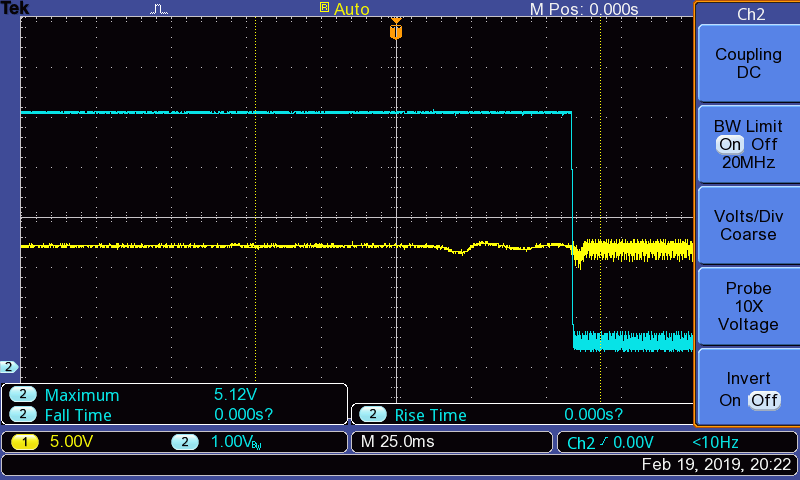 Tek
R Auto
M Pos: 0.000s
Ch2
T
Coupling
DC
BW Limit
On Off
20MHz
Volts/Div
Coarse
Probe
10X
Voltage
Invert
On Off
2
2 Maximum 5.12V
2 Fall Time 0.000s?
2 Rise Time 0.000s?
1 5.00V 2 1.00VBW
M 25.0ms
Ch2 / 0.00V <10Hz
Feb 19, 2019, 20:22